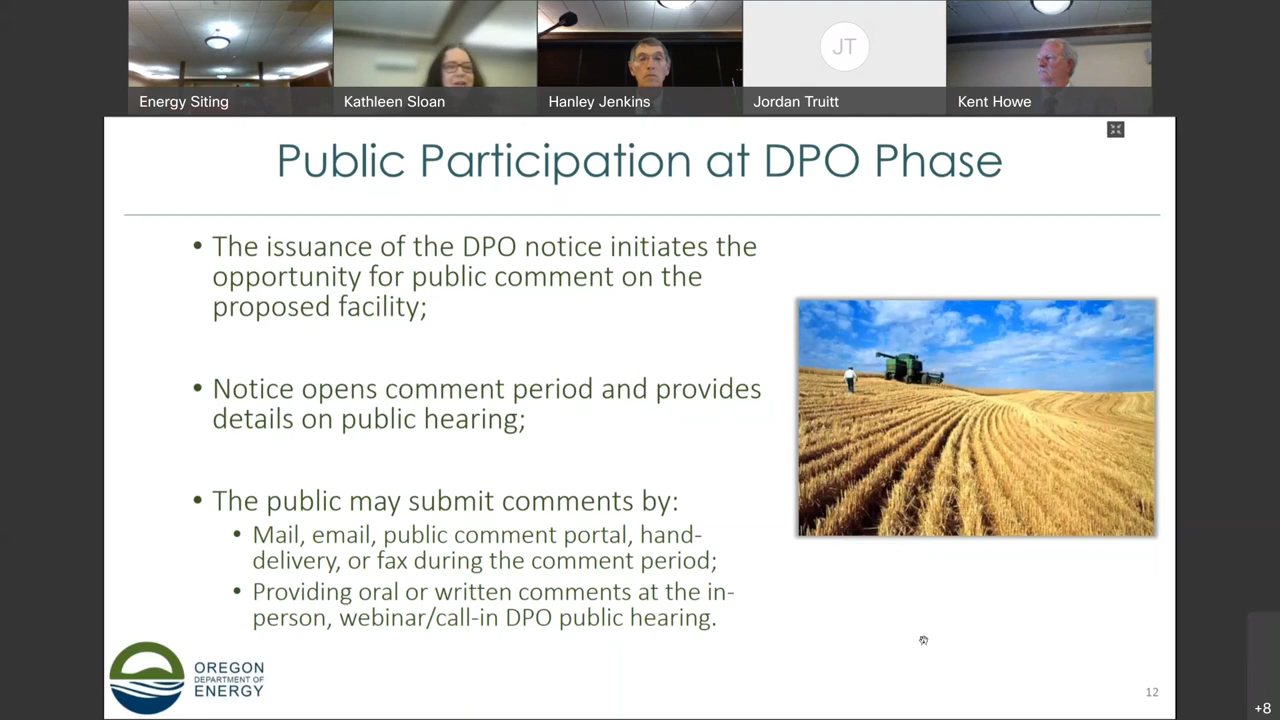 Energy Siting
Kathleen Sloan
Hanley Jenkins
JT
Jordan Truitt
Kent Howe
Public Participation at DPO Phase
• The issuance of the DPO notice initiates the
opportunity for public comment on the
proposed facility;
• Notice opens comment period and provides
details on public hearing;
• The public may submit comments by:
• Mail, email, public comment portal, hand-
delivery, or fax during the comment period;
• Providing oral or written comments at the in-
person, webinar/call-in DPO public hearing.
OREGON
DEPARTMENT OF
ENERGY
12
+8